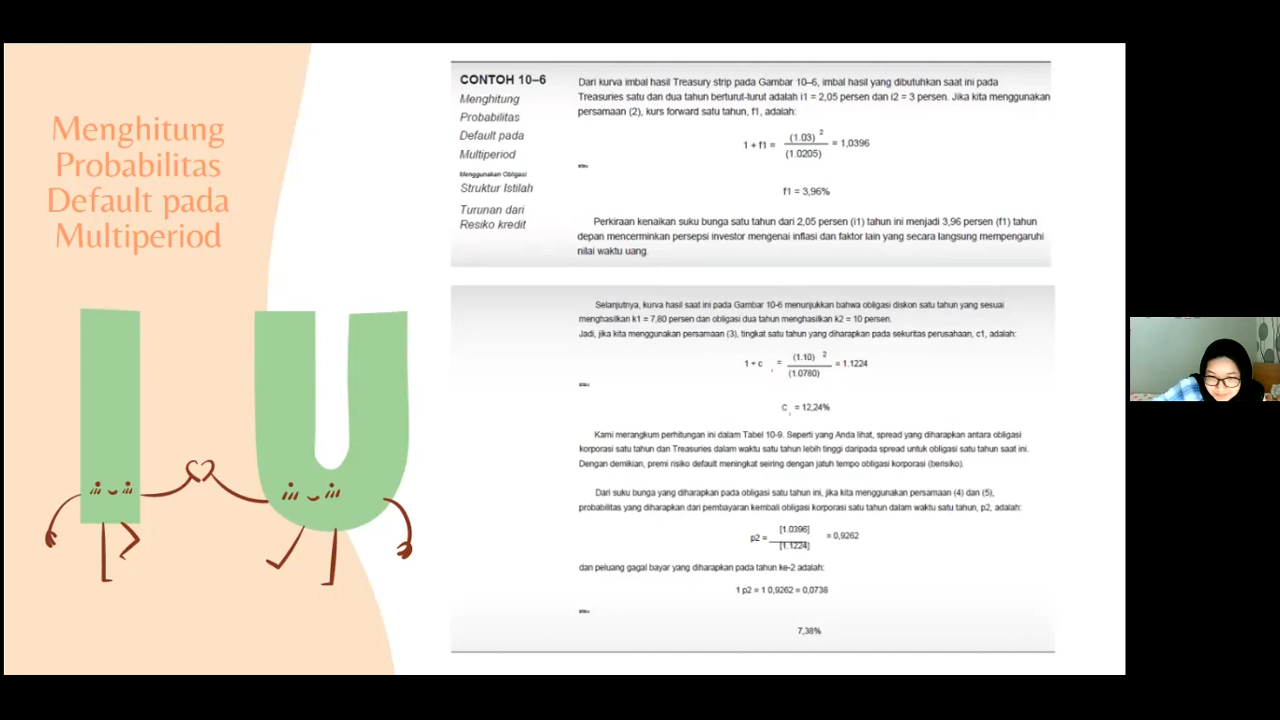 Menghitung
Probabilitas
Default pada
Multiperiod
CONTOH 10–6
Menghitung
Probabilitas
Default pada
Multiperiod
Menggunakan Obligasi
Struktur Istilah
Turunan dari
Resiko kredit
Dari kurva imbal hasil Treasury strip pada Gambar 10–6, imbal hasil yang dibutuhkan saat ini pada
Treasuries satu dan dua tahun berturut-turut adalah i1 = 2,05 persen dan i2 = 3 persen. Jika kita menggunakan
persamaan (2), kurs forward satu tahun, f1, adalah:
1 + f1 = (1.03) 2 / (1.0205) = 1,0396
atau
f1 = 3,96%
Perkiraan kenaikan suku bunga satu tahun dari 2,05 persen (i1) tahun ini menjadi 3,96 persen (f1) tahun
depan mencerminkan persepsi investor mengenai inflasi dan faktor lain yang secara langsung mempengaruhi
nilai waktu uang.
Selanjutnya, kurva hasil saat ini pada Gambar 10-6 menunjukkan bahwa obligasi diskon satu tahun yang sesuai
menghasilkan k1 = 7,80 persen dan obligasi dua tahun menghasilkan k2 = 10 persen.
Jadi, jika kita menggunakan persamaan (3), tingkat satu tahun yang diharapkan pada sekuritas perusahaan, c1, adalah:
1 + c = (1.10) 2 / (1.0780) = 1.1224
atau
C = 12,24%
Kami merangkum perhitungan ini dalam Tabel 10-9. Seperti yang Anda lihat, spread yang diharapkan antara obligasi
korporasi satu tahun dan Treasuries dalam waktu satu tahun lebih tinggi daripada spread untuk obligasi satu tahun saat ini.
Dengan demikian, premi risiko default meningkat seiring dengan jatuh tempo obligasi korporasi (berisiko).
Dari suku bunga yang diharapkan pada obligasi satu tahun ini, jika kita menggunakan persamaan (4) dan (5),
probabilitas yang diharapkan dari pembayaran kembali obligasi korporasi satu tahun dalam waktu satu tahun, p2, adalah:
p2 = [1.0396] / [1.1224] = 0,9262
dan peluang gagal bayar yang diharapkan pada tahun ke-2 adalah:
1 p2 = 1 0,9262 = 0,0738
atau
7,38%